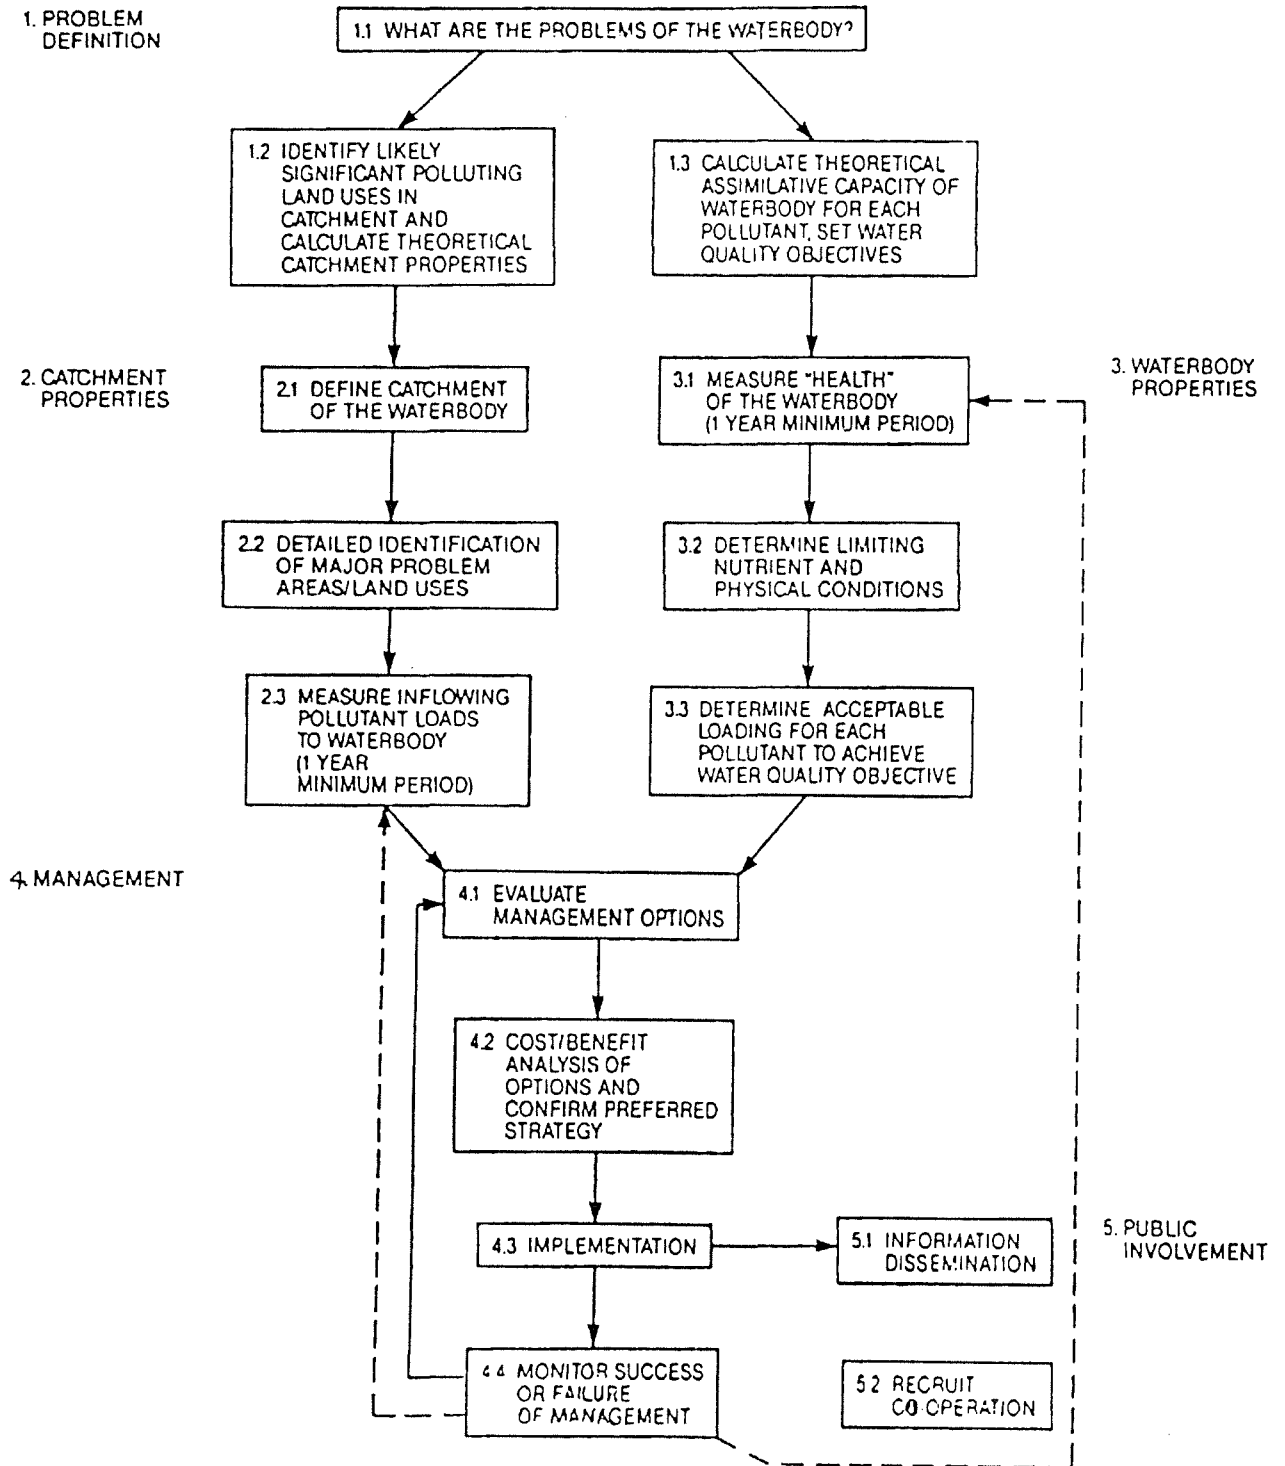 1. PROBLEM
DEFINITION
1.1 WHAT ARE THE PROBLEMS OF THE WATERBODY?
1.2 IDENTIFY LIKELY
SIGNIFICANT POLLUTING
LAND USES IN
CATCHMENT AND
CALCULATE THEORETICAL
CATCHMENT PROPERTIES
1.3 CALCULATE THEORETICAL
ASSIMILATIVE CAPACITY OF
WATERBODY FOR EACH
POLLUTANT, SET WATER
QUALITY OBJECTIVES
2. CATCHMENT
PROPERTIES
2.1 DEFINE CATCHMENT
OF THE WATERBODY
3.1 MEASURE "HEALTH"
OF THE WATERBODY
(1 YEAR MINIMUM PERIOD)
3. WATERBODY
PROPERTIES
2.2 DETAILED IDENTIFICATION
OF MAJOR PROBLEM
AREAS/LAND USES
3.2 DETERMINE LIMITING
NUTRIENT AND
PHYSICAL CONDITIONS
2.3 MEASURE INFLOWING
POLLUTANT LOADS
TO WATERBODY
(1 YEAR
MINIMUM PERIOD)
3.3 DETERMINE ACCEPTABLE
LOADING FOR EACH
POLLUTANT TO ACHIEVE
WATER QUALITY OBJECTIVE
4. MANAGEMENT
4.1 EVALUATE
MANAGEMENT OPTIONS
4.2 COST/BENEFIT
ANALYSIS OF
OPTIONS AND
CONFIRM PREFERRED
STRATEGY
4.3 IMPLEMENTATION
5.1 INFORMATION
DISSEMINATION
5. PUBLIC
INVOLVEMENT
4.4 MONITOR SUCCESS
OR FAILURE
OF MANAGEMENT
5.2 RECRUIT
CO-OPERATION